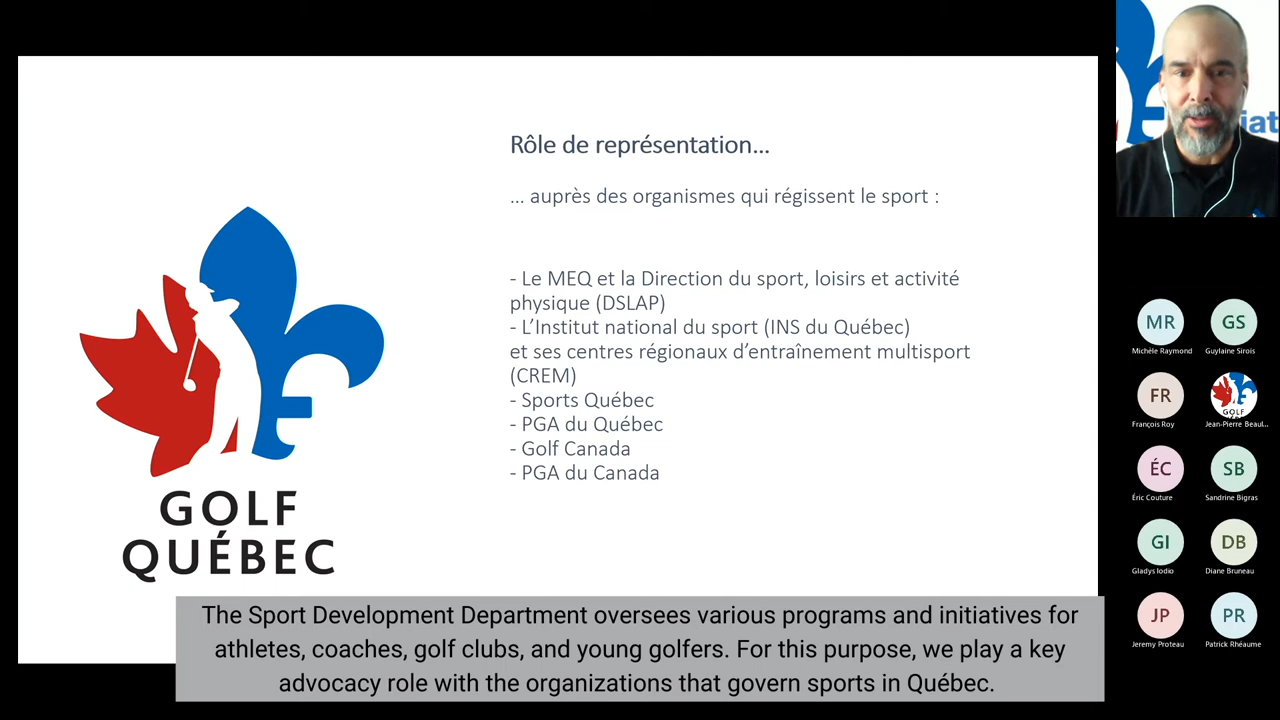 Rôle de représentation...
... auprès des organismes qui régissent le sport :
- Le MEQ et la Direction du sport, loisirs et activité
physique (DSLAP)
- L'Institut national du sport (INS du Québec)
et ses centres régionaux d'entraînement multisport
(CREM)
- Sports Québec
- PGA du Québec
- Golf Canada
- PGA du Canada
GOLF
QUÉBEC
The Sport Development Department oversees various programs and initiatives for
athletes, coaches, golf clubs, and young golfers. For this purpose, we play a key
advocacy role with the organizations that govern sports in Québec.
iat
MR
GS
Michèle Raymond
Guylaine Sirois
FR
GOLF
François Roy
Jean-Pierre Beaul...
ÉC
SB
Éric Couture
Sandrine Bigras
GI
DB
Gladys Iodio
Diane Bruneau
JP
PR
Jeremy Proteau
Patrick Rhéaume